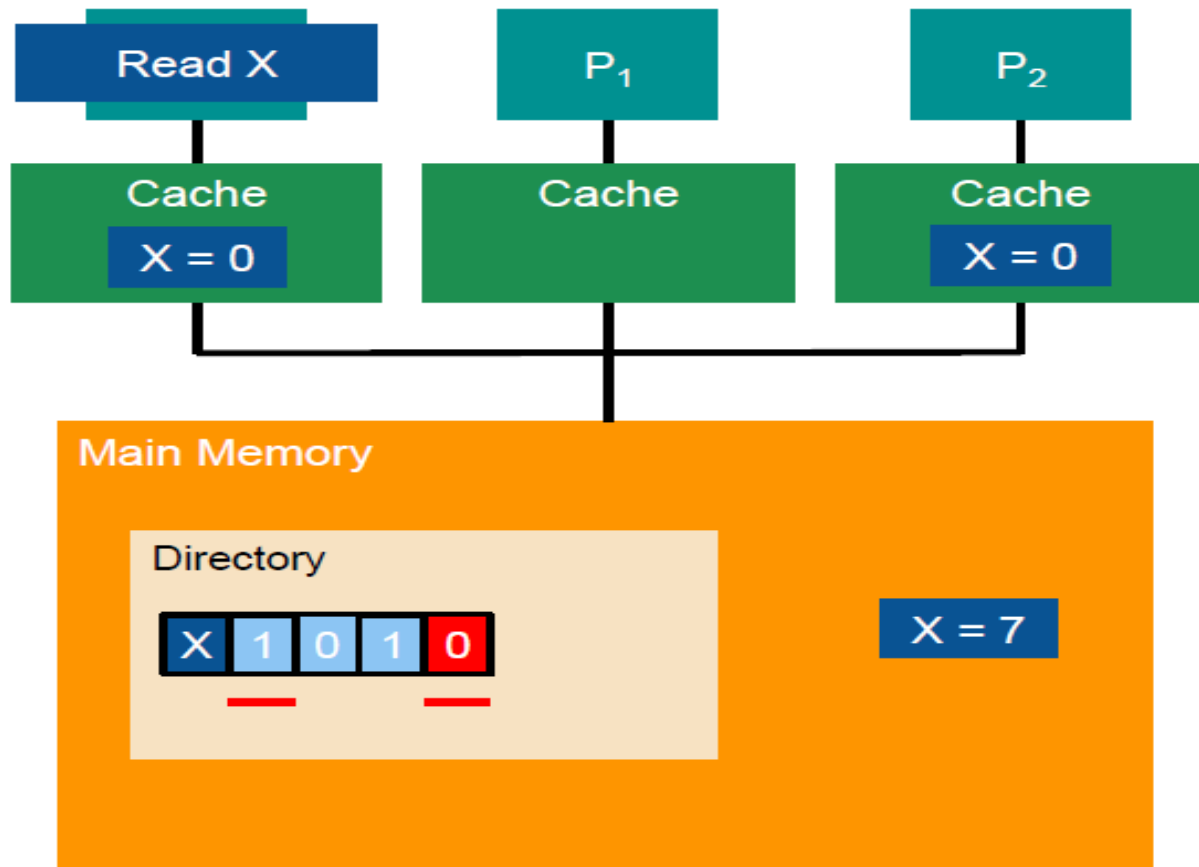 Read X
P₁
P₂
Cache
Cache
Cache
X = 0
X = 0
Main Memory
Directory
X 1 0 1 0
X = 7